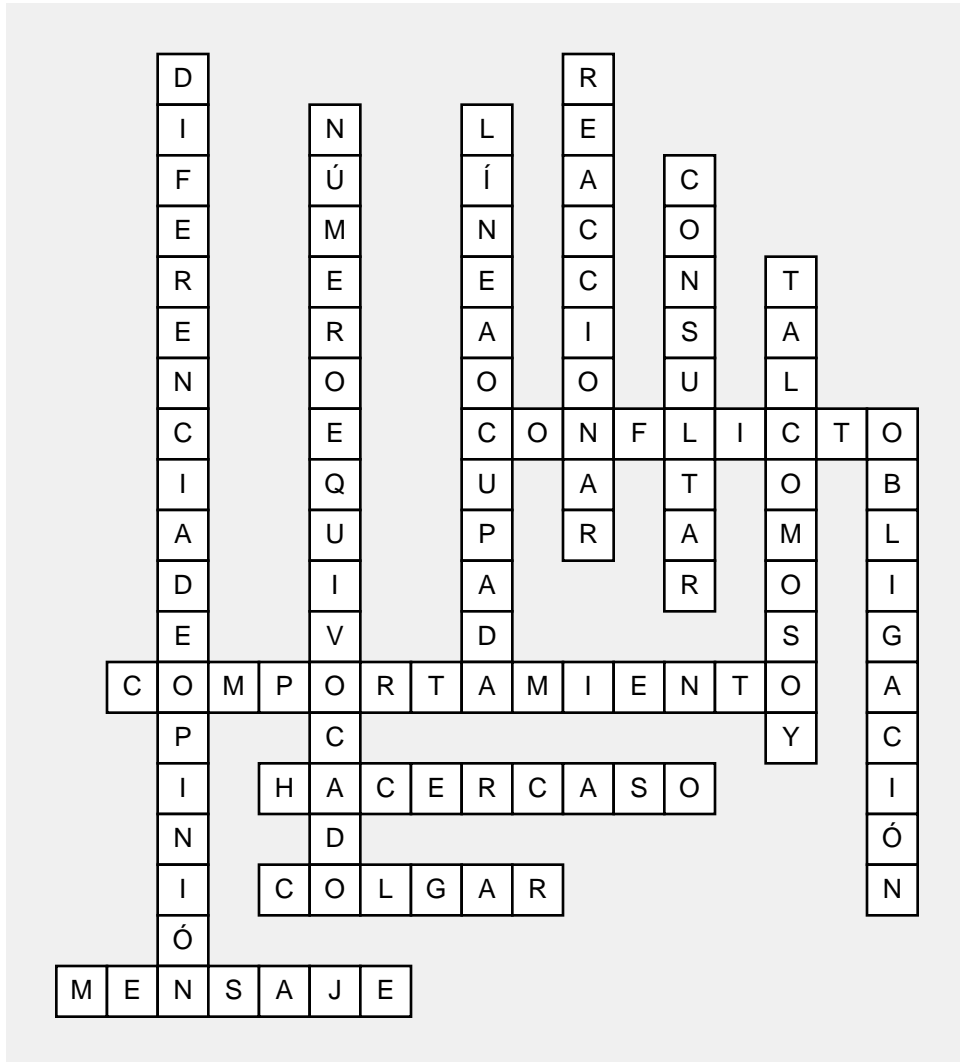 DIFERENCIADEOPINIÓN
REACCIONAR
NÚMEROEQUIVOCADO
LÍNEAOCUPADA
CONSULTAR
TALCOMOSOY
CONFLICTO
OBLIGACIÓN
COMPORTAMIENTO
HACERCASO
COLGAR
MENSAJE